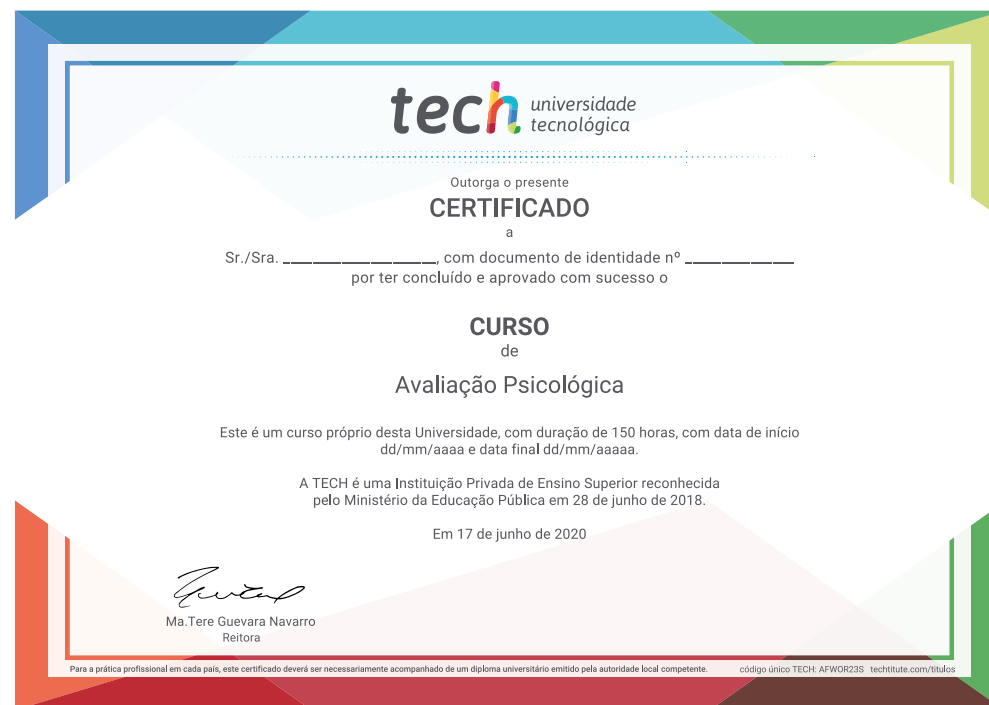 tech universidade
tecnológica
Outorga o presente
CERTIFICADO
a
Sr./Sra. ____________________, com documento de identidade nº ______________
por ter concluído e aprovado com sucesso o
CURSO
de
Avaliação Psicológica
Este é um curso próprio desta Universidade, com duração de 150 horas, com data de início
dd/mm/aaaa e data final dd/mm/aaaaa.
A TECH é uma Instituição Privada de Ensino Superior reconhecida
pelo Ministério da Educação Pública em 28 de junho de 2018.
Em 17 de junho de 2020
Ma.Tere Guevara Navarro
Reitora
Para a prática profissional em cada país, este certificado deverá ser necessariamente acompanhado de um diploma universitário emitido pela autoridade local competente. código único TECH: AFWOR23S techtitute.com/titulos